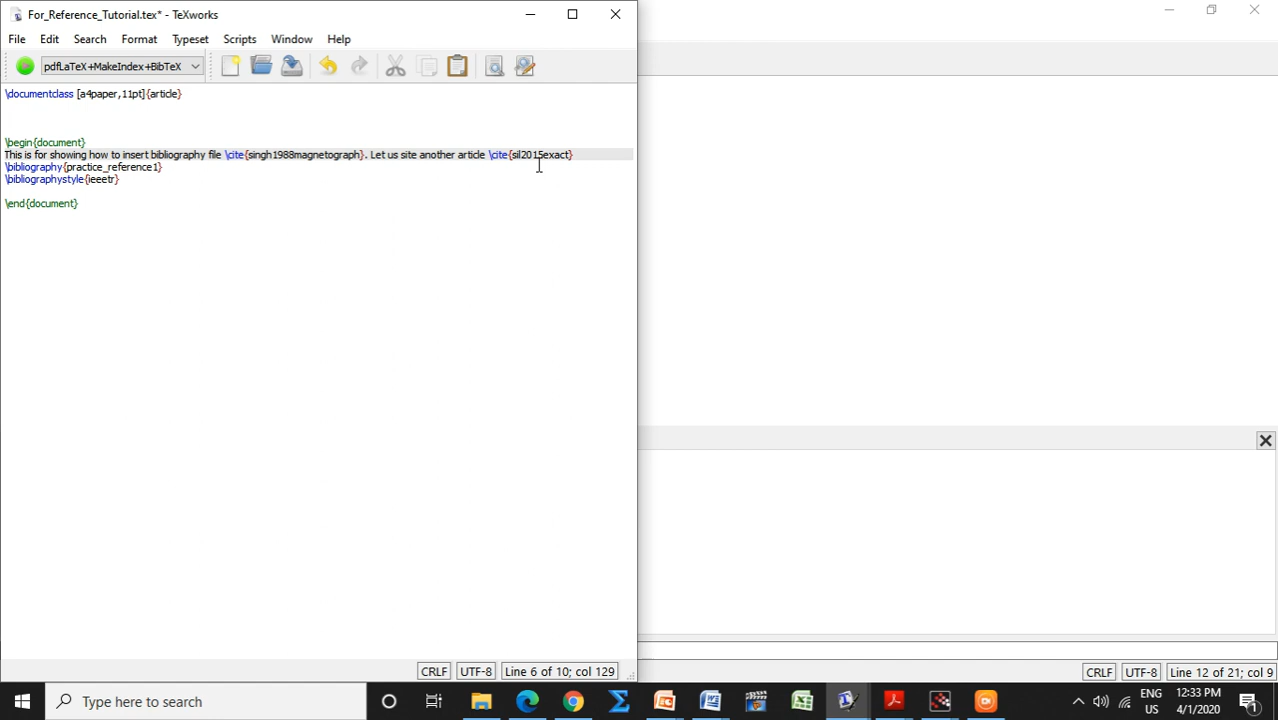 For_Reference_Tutorial.tex* - TeXworks
File Edit Search Format Typeset Scripts Window Help
pdfLaTeX+MakeIndex+BibTeX
\documentclass [a4paper,11pt]{article}
\begin{document}
This is for showing how to insert bibliography file \cite{singh1988magnetograph}. Let us site another article \cite{sil2015exact}
\bibliography{practice_reference1}
\bibliographystyle{ieeetr}
\end{document}
CRLF UTF-8 Line 6 of 10; col 129
CRLF UTF-8 Line 12 of 21; col 9
Type here to search
ENG
US
12:33 PM
4/1/2020
1